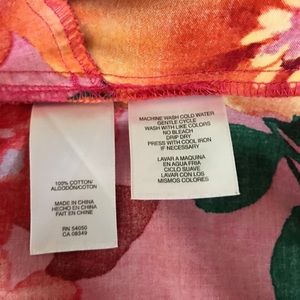 100% COTTON/
ALGODÓN/COTON
MADE IN CHINA
HECHO EN CHINA
FAIT EN CHINE
RN 54050
CA 08349
MACHINE WASH COLD WATER
GENTLE CYCLE
WASH WITH LIKE COLORS
NO BLEACH
DRIP DRY
PRESS WITH COOL IRON
IF NECESSARY
LAVAR A MAQUINA
EN AGUA FRIA
CICLO SUAVE
LAVAR CON LOS
MISMOS COLORES